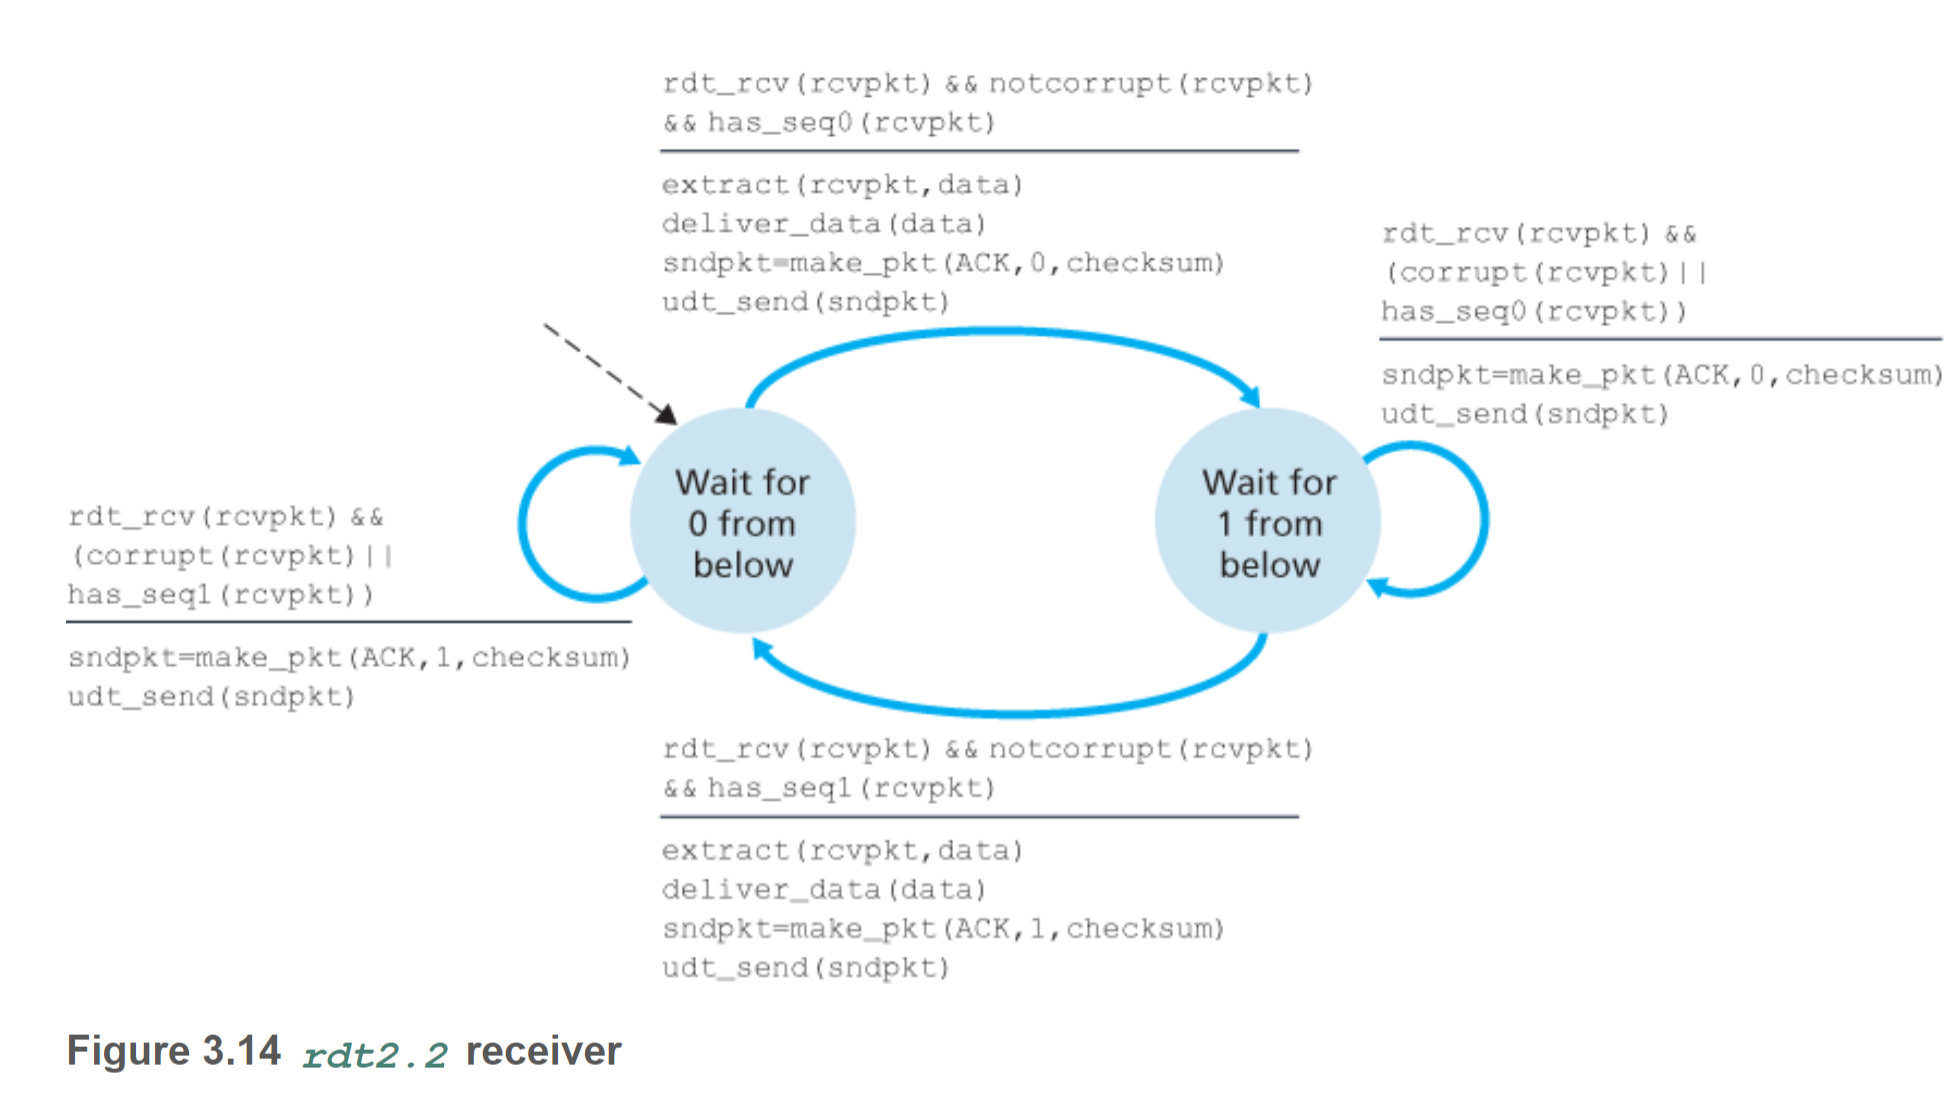 rdt_rcv(rcvpkt) && notcorrupt(rcvpkt)
&& has_seq0(rcvpkt)
extract(rcvpkt,data)
deliver_data(data)
sndpkt=make_pkt(ACK,0,checksum)
udt_send(sndpkt)
rdt_rcv(rcvpkt) &&
(corrupt(rcvpkt)||
has_seq0(rcvpkt))
sndpkt=make_pkt(ACK,0,checksum)
udt_send(sndpkt)
Wait for
0 from
below
Wait for
1 from
below
rdt_rcv(rcvpkt) &&
(corrupt(rcvpkt)||
has_seq1(rcvpkt))
sndpkt=make_pkt(ACK,1,checksum)
udt_send(sndpkt)
rdt_rcv(rcvpkt) && notcorrupt(rcvpkt)
&& has_seq1(rcvpkt)
extract(rcvpkt,data)
deliver_data(data)
sndpkt=make_pkt(ACK,1,checksum)
udt_send(sndpkt)
Figure 3.14 rdt2.2 receiver